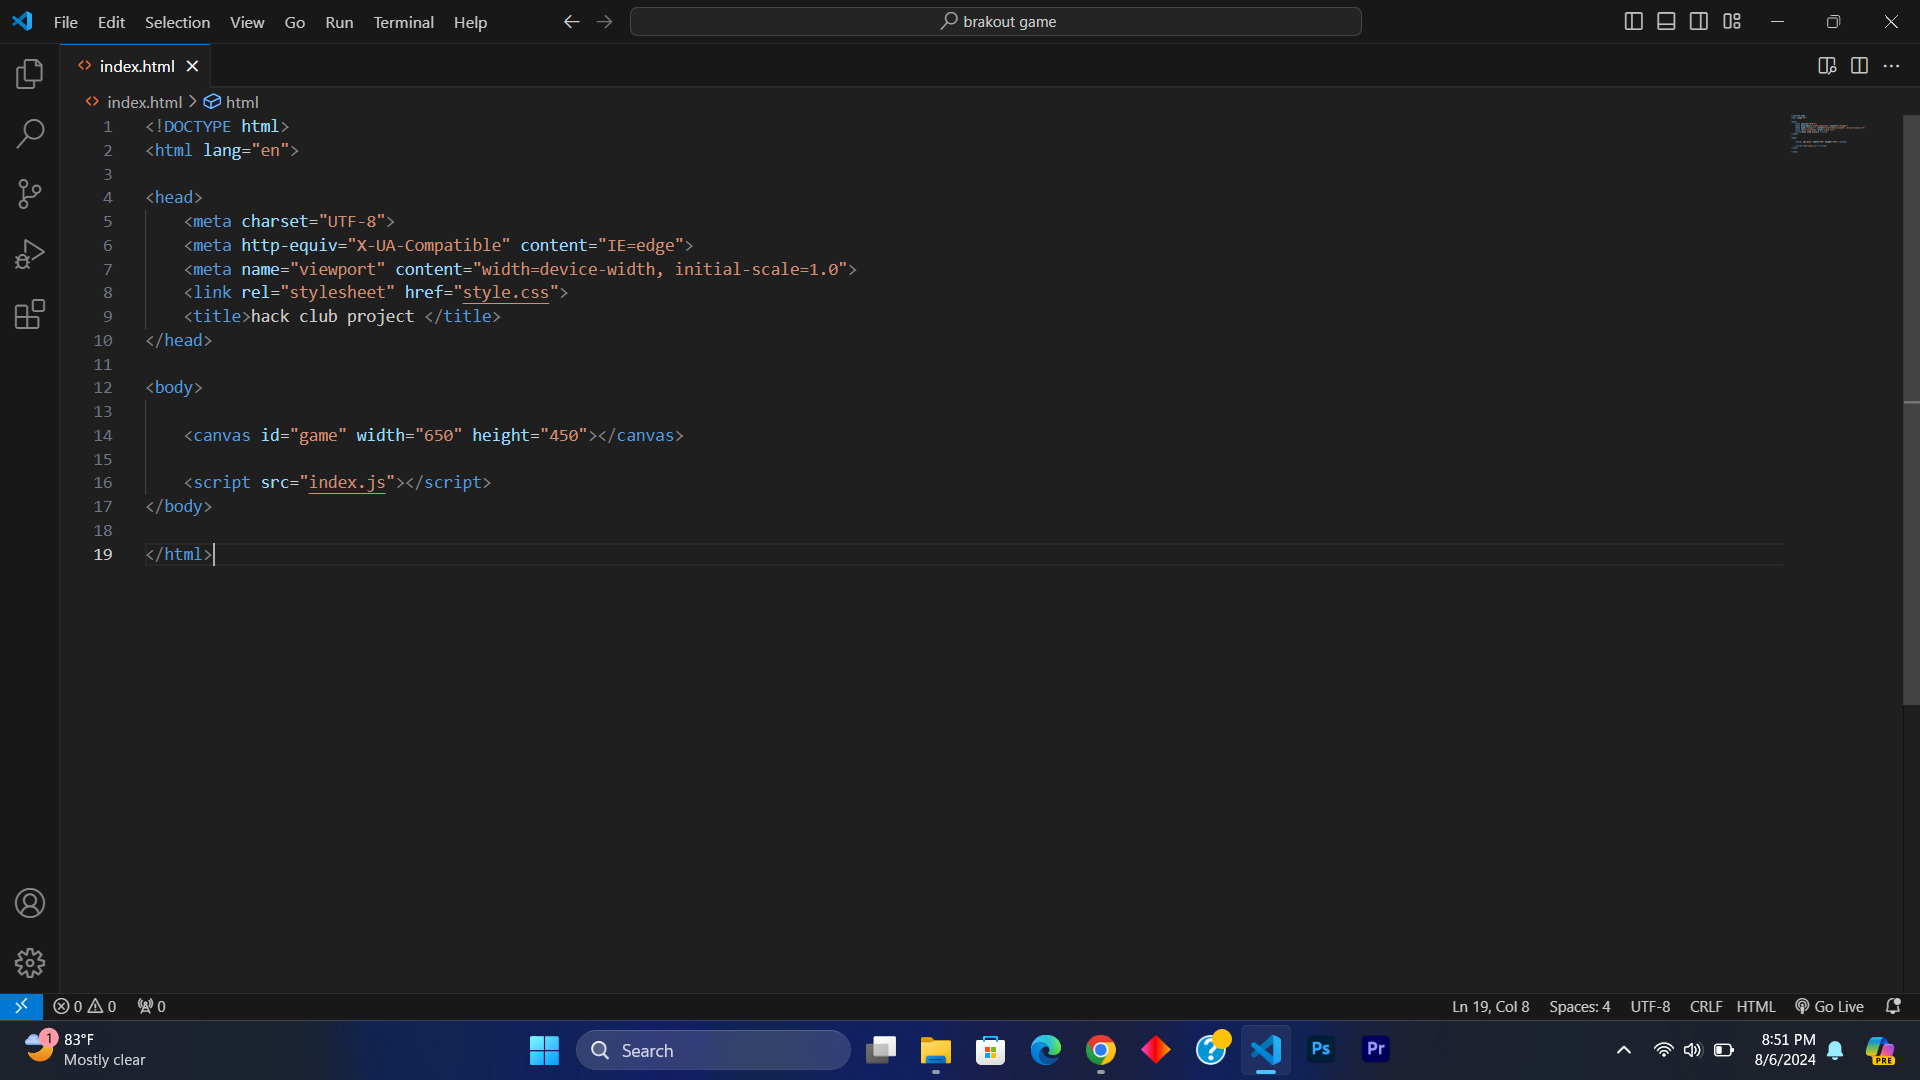 File Edit Selection View Go Run Terminal Help brakout game
index.html
index.html > html
1 <!DOCTYPE html>
2 <html lang="en">
3
4 <head>
5 <meta charset="UTF-8">
6 <meta http-equiv="X-UA-Compatible" content="IE=edge">
7 <meta name="viewport" content="width=device-width, initial-scale=1.0">
8 <link rel="stylesheet" href="style.css">
9 <title>hack club project </title>
10 </head>
11
12 <body>
13
14 <canvas id="game" width="650" height="450"></canvas>
15
16 <script src="index.js"></script>
17 </body>
18
19 </html>
0 0 0 Ln 19, Col 8 Spaces: 4 UTF-8 CRLF HTML Go Live
1 83°F
Mostly clear
Search
Ps
Pr
8:51 PM
8/6/2024
PRE